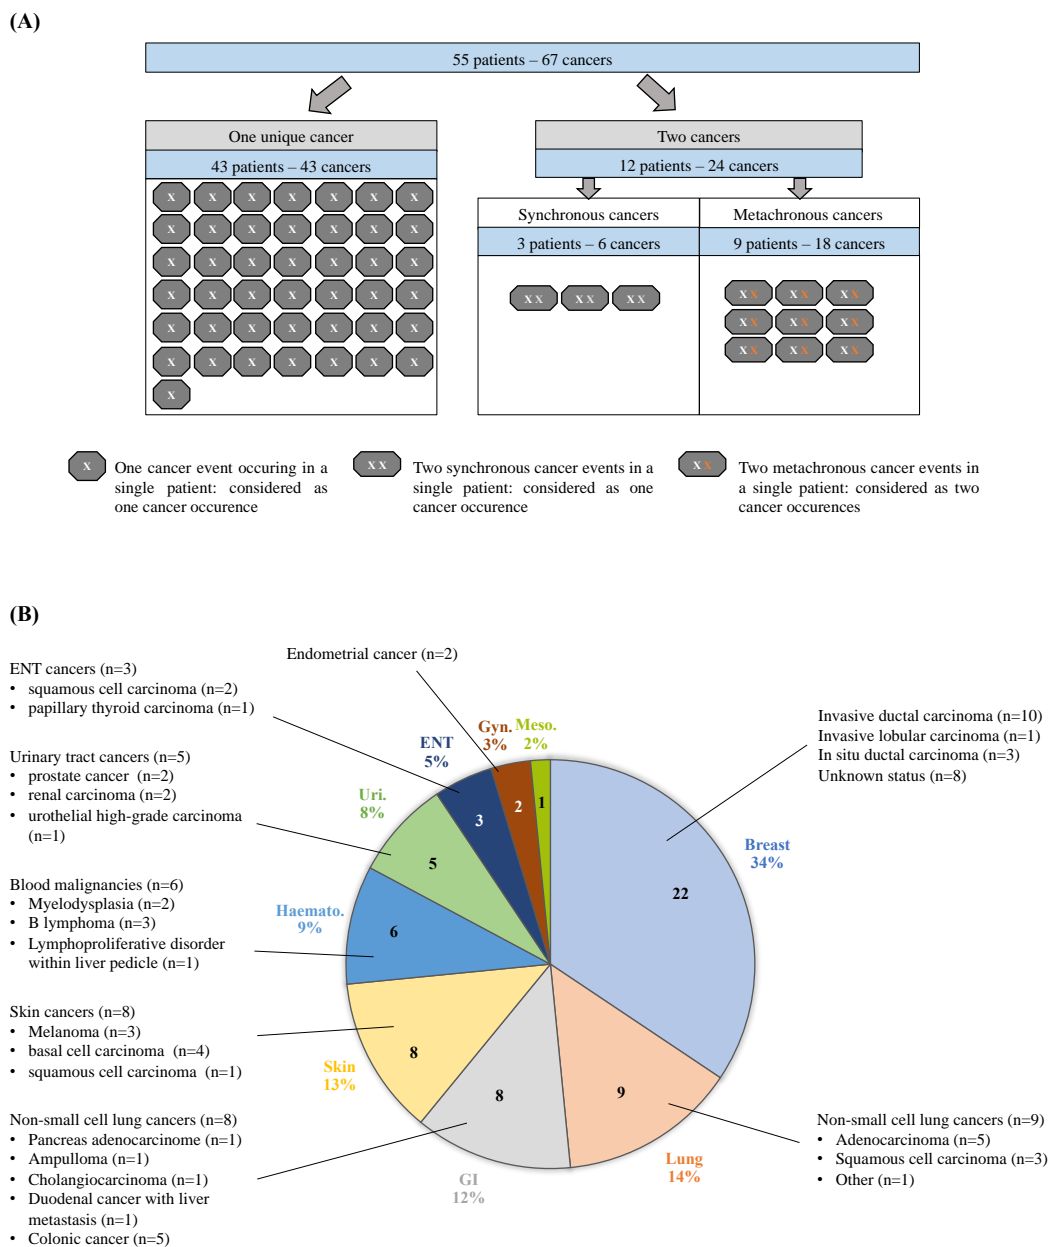 (A)
55 patients – 67 cancers
One unique cancer
43 patients – 43 cancers
X X X X X X X
X X X X X X X
X X X X X X X
X X X X X X X
X X X X X X X
X X X X X X X
X
Two cancers
12 patients – 24 cancers
Synchronous cancers
3 patients – 6 cancers
X X X X X X
Metachronous cancers
9 patients – 18 cancers
X X X X X X
X X X X X X
X X X X X X
X
One cancer event occuring in a
single patient: considered as
one cancer occurence
X X
Two synchronous cancer events in a
single patient: considered as one
cancer occurence
X X
Two metachronous cancer events in
a single patient: considered as two
cancer occurences
(B)
ENT cancers (n=3)
• squamous cell carcinoma (n=2)
• papillary thyroid carcinoma (n=1)
Urinary tract cancers (n=5)
• prostate cancer (n=2)
• renal carcinoma (n=2)
• urothelial high-grade carcinoma
(n=1)
Blood malignancies (n=6)
• Myelodysplasia (n=2)
• B lymphoma (n=3)
• Lymphoproliferative disorder
within liver pedicle (n=1)
Skin cancers (n=8)
• Melanoma (n=3)
• basal cell carcinoma (n=4)
• squamous cell carcinoma (n=1)
Non-small cell lung cancers (n=8)
• Pancreas adenocarcinome (n=1)
• Ampulloma (n=1)
• Cholangiocarcinoma (n=1)
• Duodenal cancer with liver
metastasis (n=1)
• Colonic cancer (n=5)
Endometrial cancer (n=2)
Invasive ductal carcinoma (n=10)
Invasive lobular carcinoma (n=1)
In situ ductal carcinoma (n=3)
Unknown status (n=8)
Non-small cell lung cancers (n=9)
• Adenocarcinoma (n=5)
• Squamous cell carcinoma (n=3)
• Other (n=1)
Breast
34%
22
Lung
14%
9
GI
12%
8
Skin
13%
8
Haemato.
9%
6
Uri.
8%
5
ENT
5%
3
Gyn.
3%
2
Meso.
2%
1